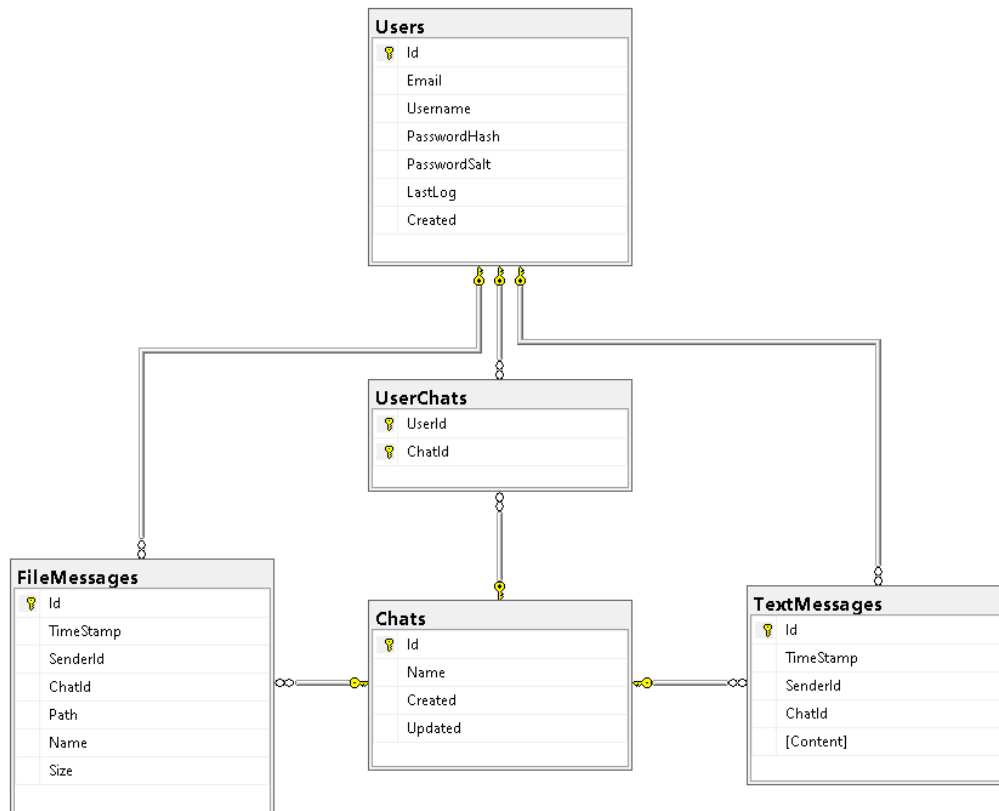 Users
Id
Email
Username
PasswordHash
PasswordSalt
LastLog
Created
UserChats
UserId
ChatId
FileMessages
Id
TimeStamp
SenderId
ChatId
Path
Name
Size
Chats
Id
Name
Created
Updated
TextMessages
Id
TimeStamp
SenderId
ChatId
[Content]